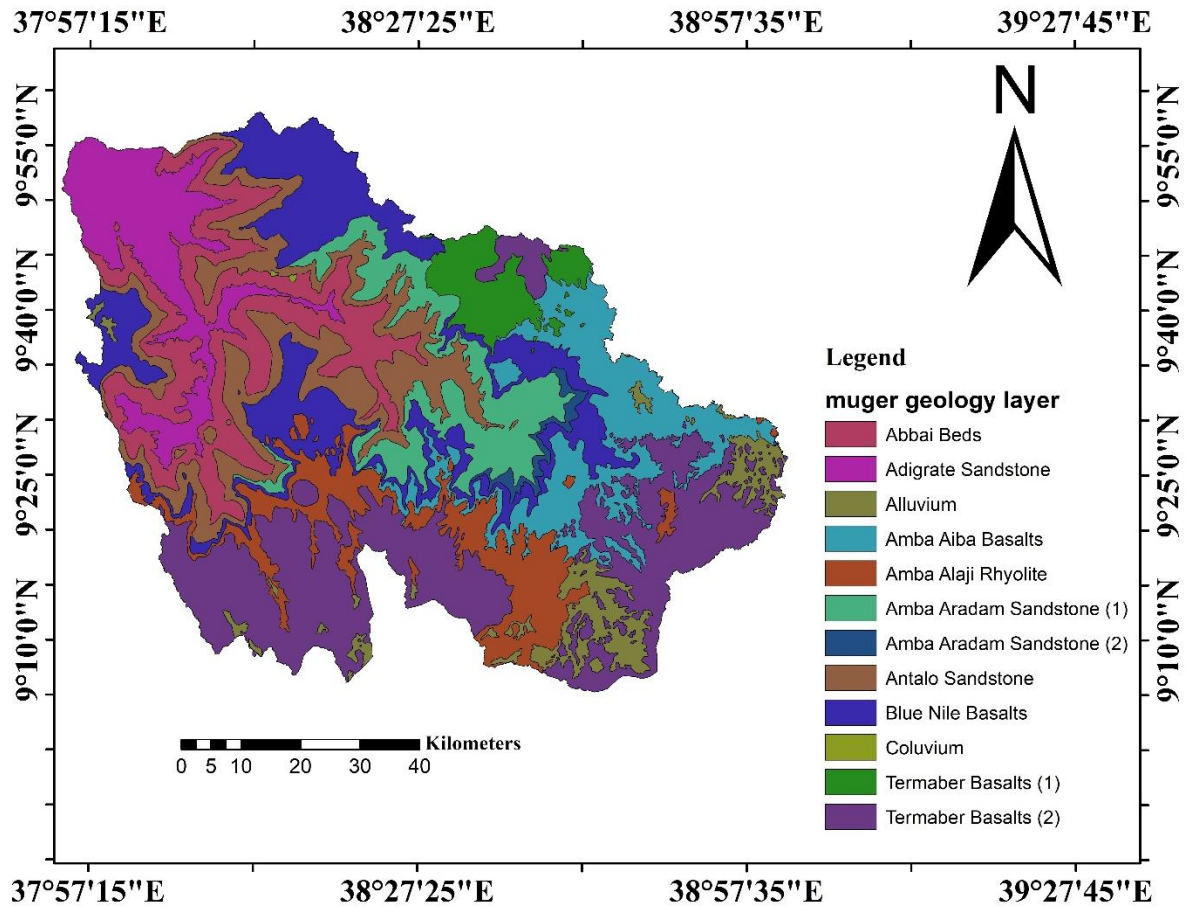 37°57'15"E 38°27'25"E 38°57'35"E 39°27'45"E
N
9°55'0"N 9°55'0"N
9°40'0"N 9°40'0"N
9°25'0"N 9°25'0"N
9°10'0"N 9°10'0"N
Legend
muger geology layer
Abbai Beds
Adigrate Sandstone
Alluvium
Amba Aiba Basalts
Amba Alaji Rhyolite
Amba Aradam Sandstone (1)
Amba Aradam Sandstone (2)
Antalo Sandstone
Blue Nile Basalts
Coluvium
Termaber Basalts (1)
Termaber Basalts (2)
Kilometers
0 5 10 20 30 40
37°57'15"E 38°27'25"E 38°57'35"E 39°27'45"E